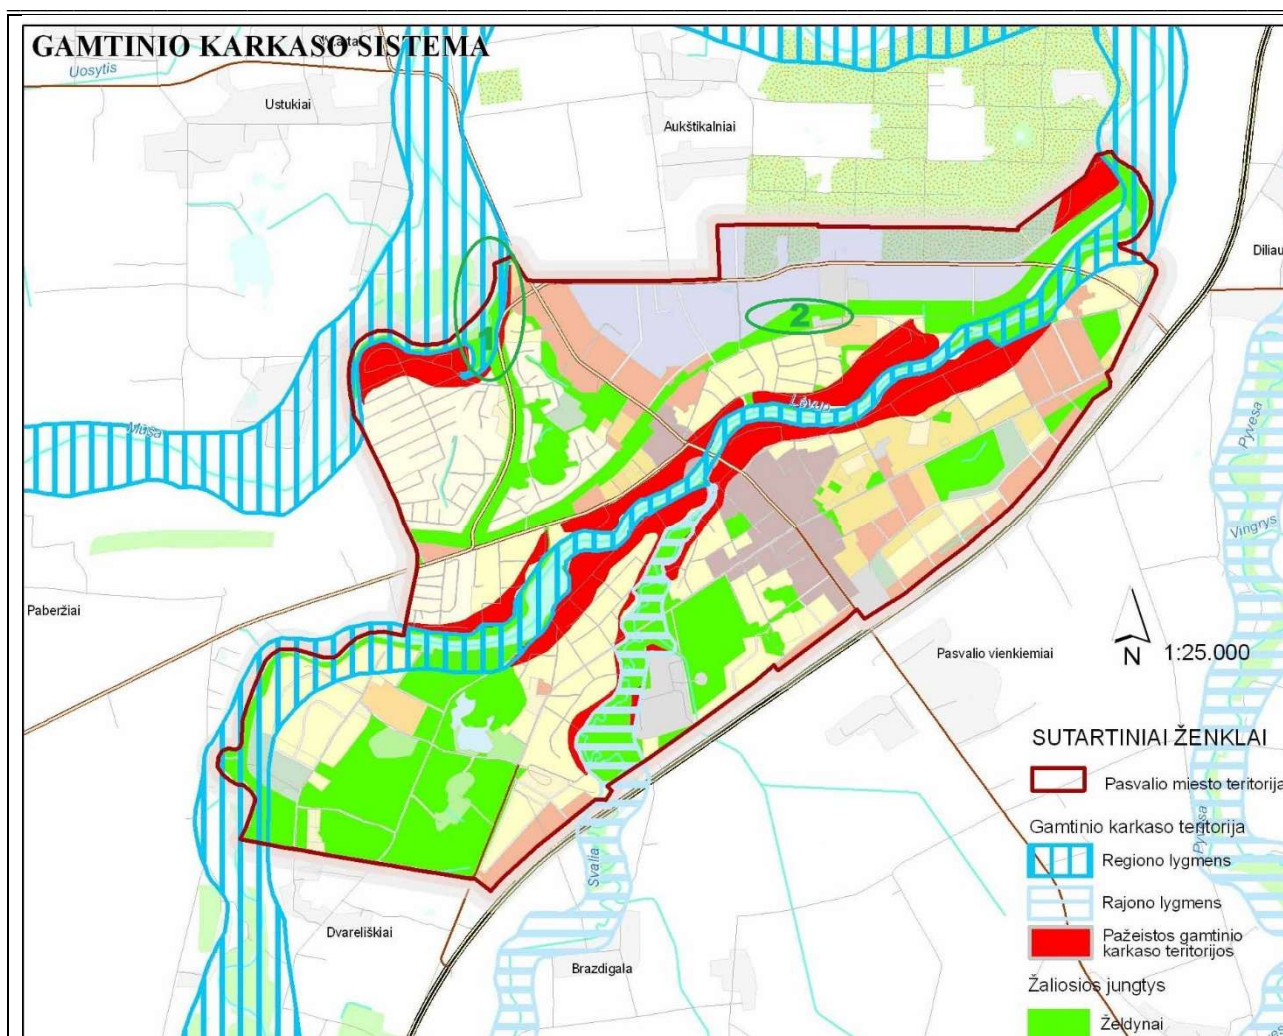 GAMTINIO KARKASO SISTEMA
Uosytis
Ustukiai
Aukštikalniai
Diliau
1
2
Lėvuo
Mūša
Pyvesa
Vingrys
Paberžiai
Pasvalio vienkiemiai
N 1:25.000
SUTARTINIAI ŽENKLAI
Pasvalio miesto teritorija
Gamtinio karkaso teritorija
Regiono lygmens
Rajono lygmens
Pažeistos gamtinio
karkaso teritorijos
Žaliosios jungtys
Želdynai
Pyvesa
Svalia
Dvareliškiai
Brazdigala